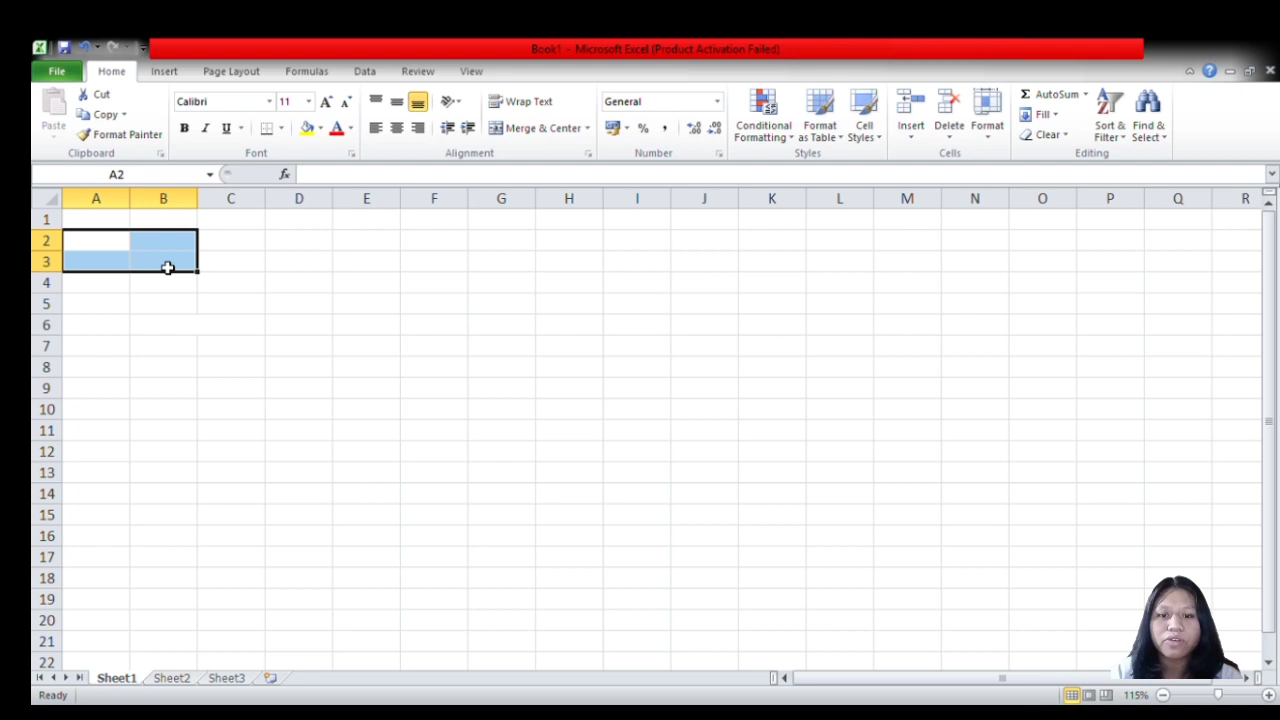 Book1 - Microsoft Excel (Product Activation Failed)
File Home Insert Page Layout Formulas Data Review View
Paste
Cut
Copy
Format Painter
Clipboard
Calibri 11
B I U
Font
Wrap Text
Merge & Center
Alignment
General
%
Number
Conditional Formatting
Format as Table
Cell Styles
Styles
Insert Delete Format
Cells
Σ AutoSum
Fill
Clear
Sort & Filter
Find & Select
Editing
A2 fx
A B C D E F G H I J K L M N O P Q R
1
2
3
4
5
6
7
8
9
10
11
12
13
14
15
16
17
18
19
20
21
22
Sheet1 Sheet2 Sheet3
Ready 115%